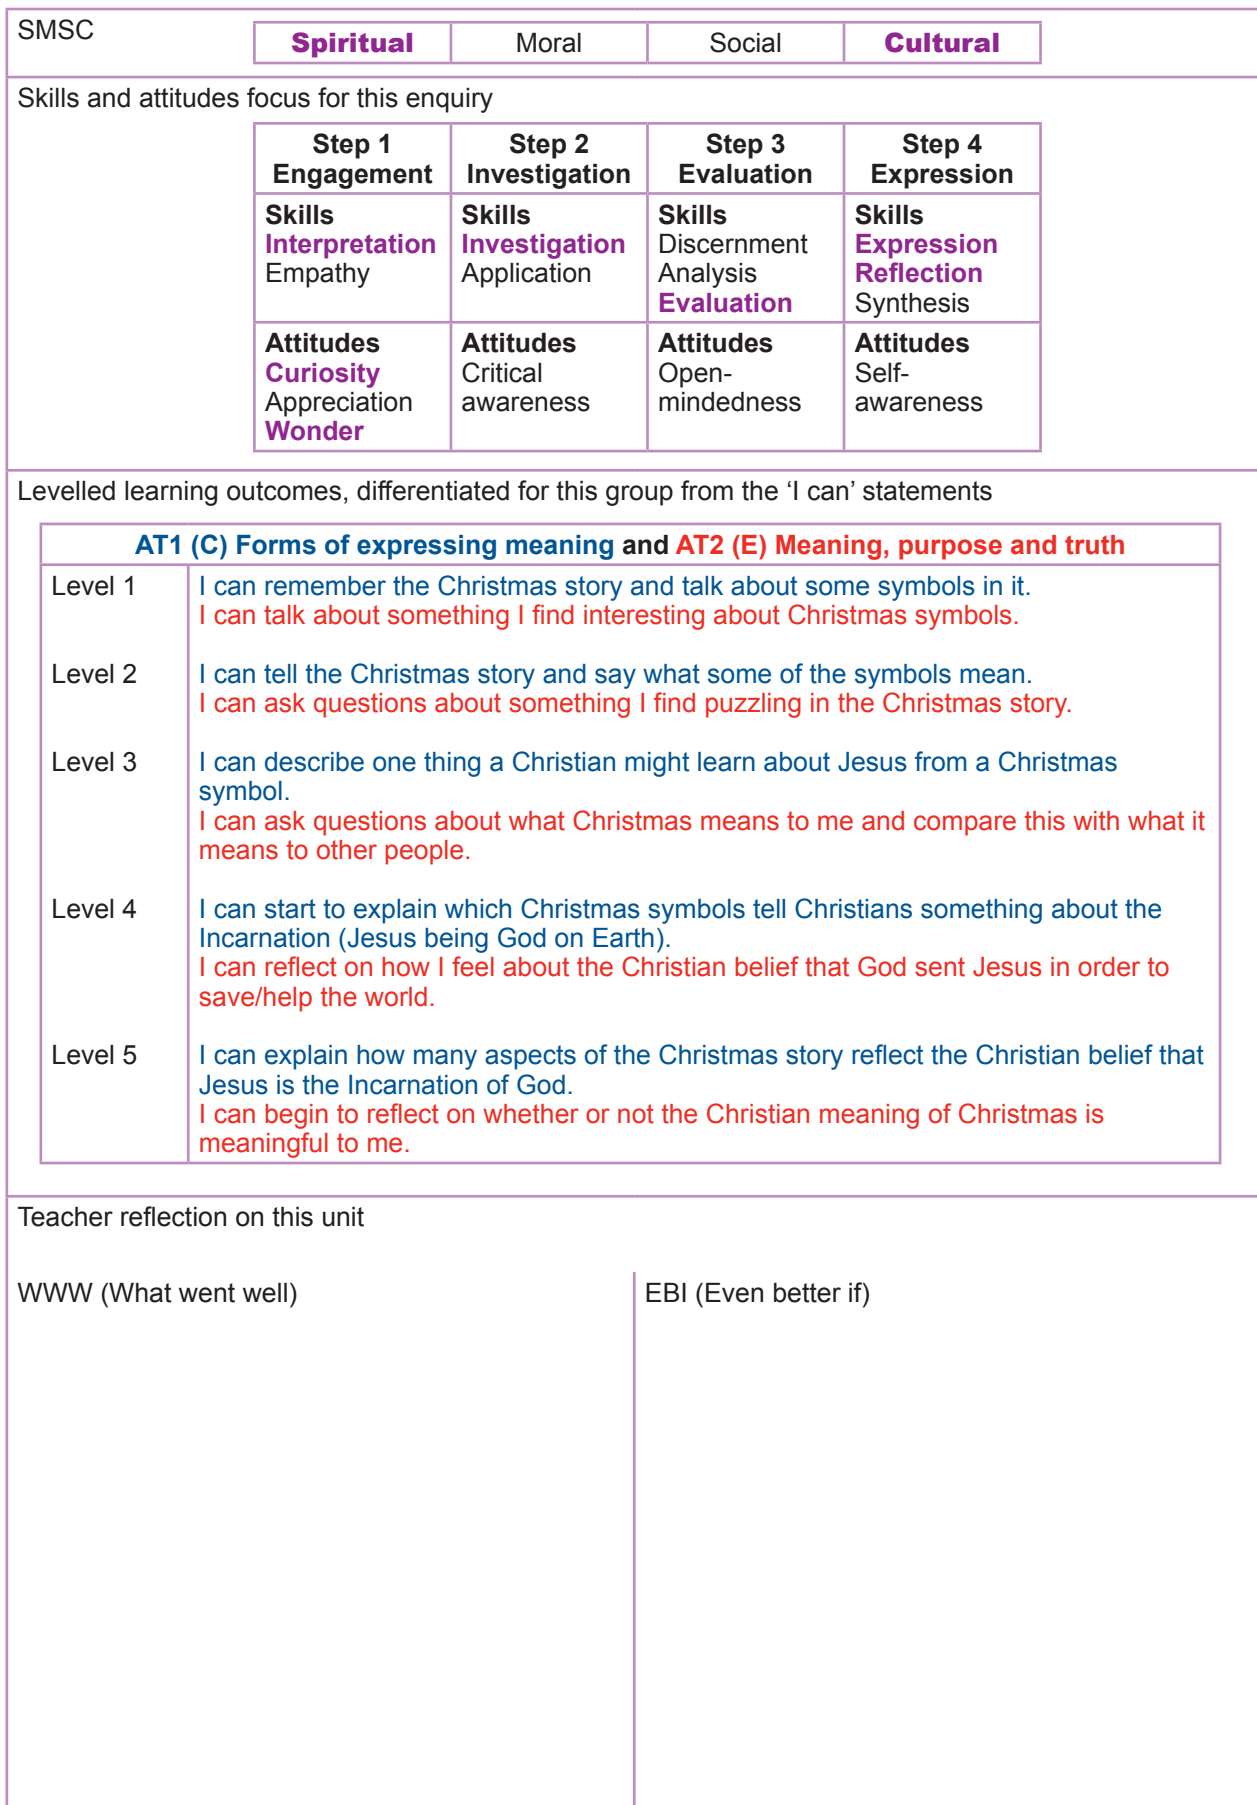 SMSC
Spiritual Moral Social Cultural
Skills and attitudes focus for this enquiry
Step 1 Step 2 Step 3 Step 4
Engagement Investigation Evaluation Expression
Skills Skills Skills Skills
Interpretation Investigation Discernment Expression
Empathy Application Analysis Reflection
Evaluation Synthesis
Attitudes Attitudes Attitudes Attitudes
Curiosity Critical Open- Self-
Appreciation awareness mindedness awareness
Wonder
Levelled learning outcomes, differentiated for this group from the ‘I can’ statements
AT1 (C) Forms of expressing meaning and AT2 (E) Meaning, purpose and truth
Level 1 I can remember the Christmas story and talk about some symbols in it.
I can talk about something I find interesting about Christmas symbols.
Level 2 I can tell the Christmas story and say what some of the symbols mean.
I can ask questions about something I find puzzling in the Christmas story.
Level 3 I can describe one thing a Christian might learn about Jesus from a Christmas
symbol.
I can ask questions about what Christmas means to me and compare this with what it
means to other people.
Level 4 I can start to explain which Christmas symbols tell Christians something about the
Incarnation (Jesus being God on Earth).
I can reflect on how I feel about the Christian belief that God sent Jesus in order to
save/help the world.
Level 5 I can explain how many aspects of the Christmas story reflect the Christian belief that
Jesus is the Incarnation of God.
I can begin to reflect on whether or not the Christian meaning of Christmas is
meaningful to me.
Teacher reflection on this unit
WWW (What went well) EBI (Even better if)